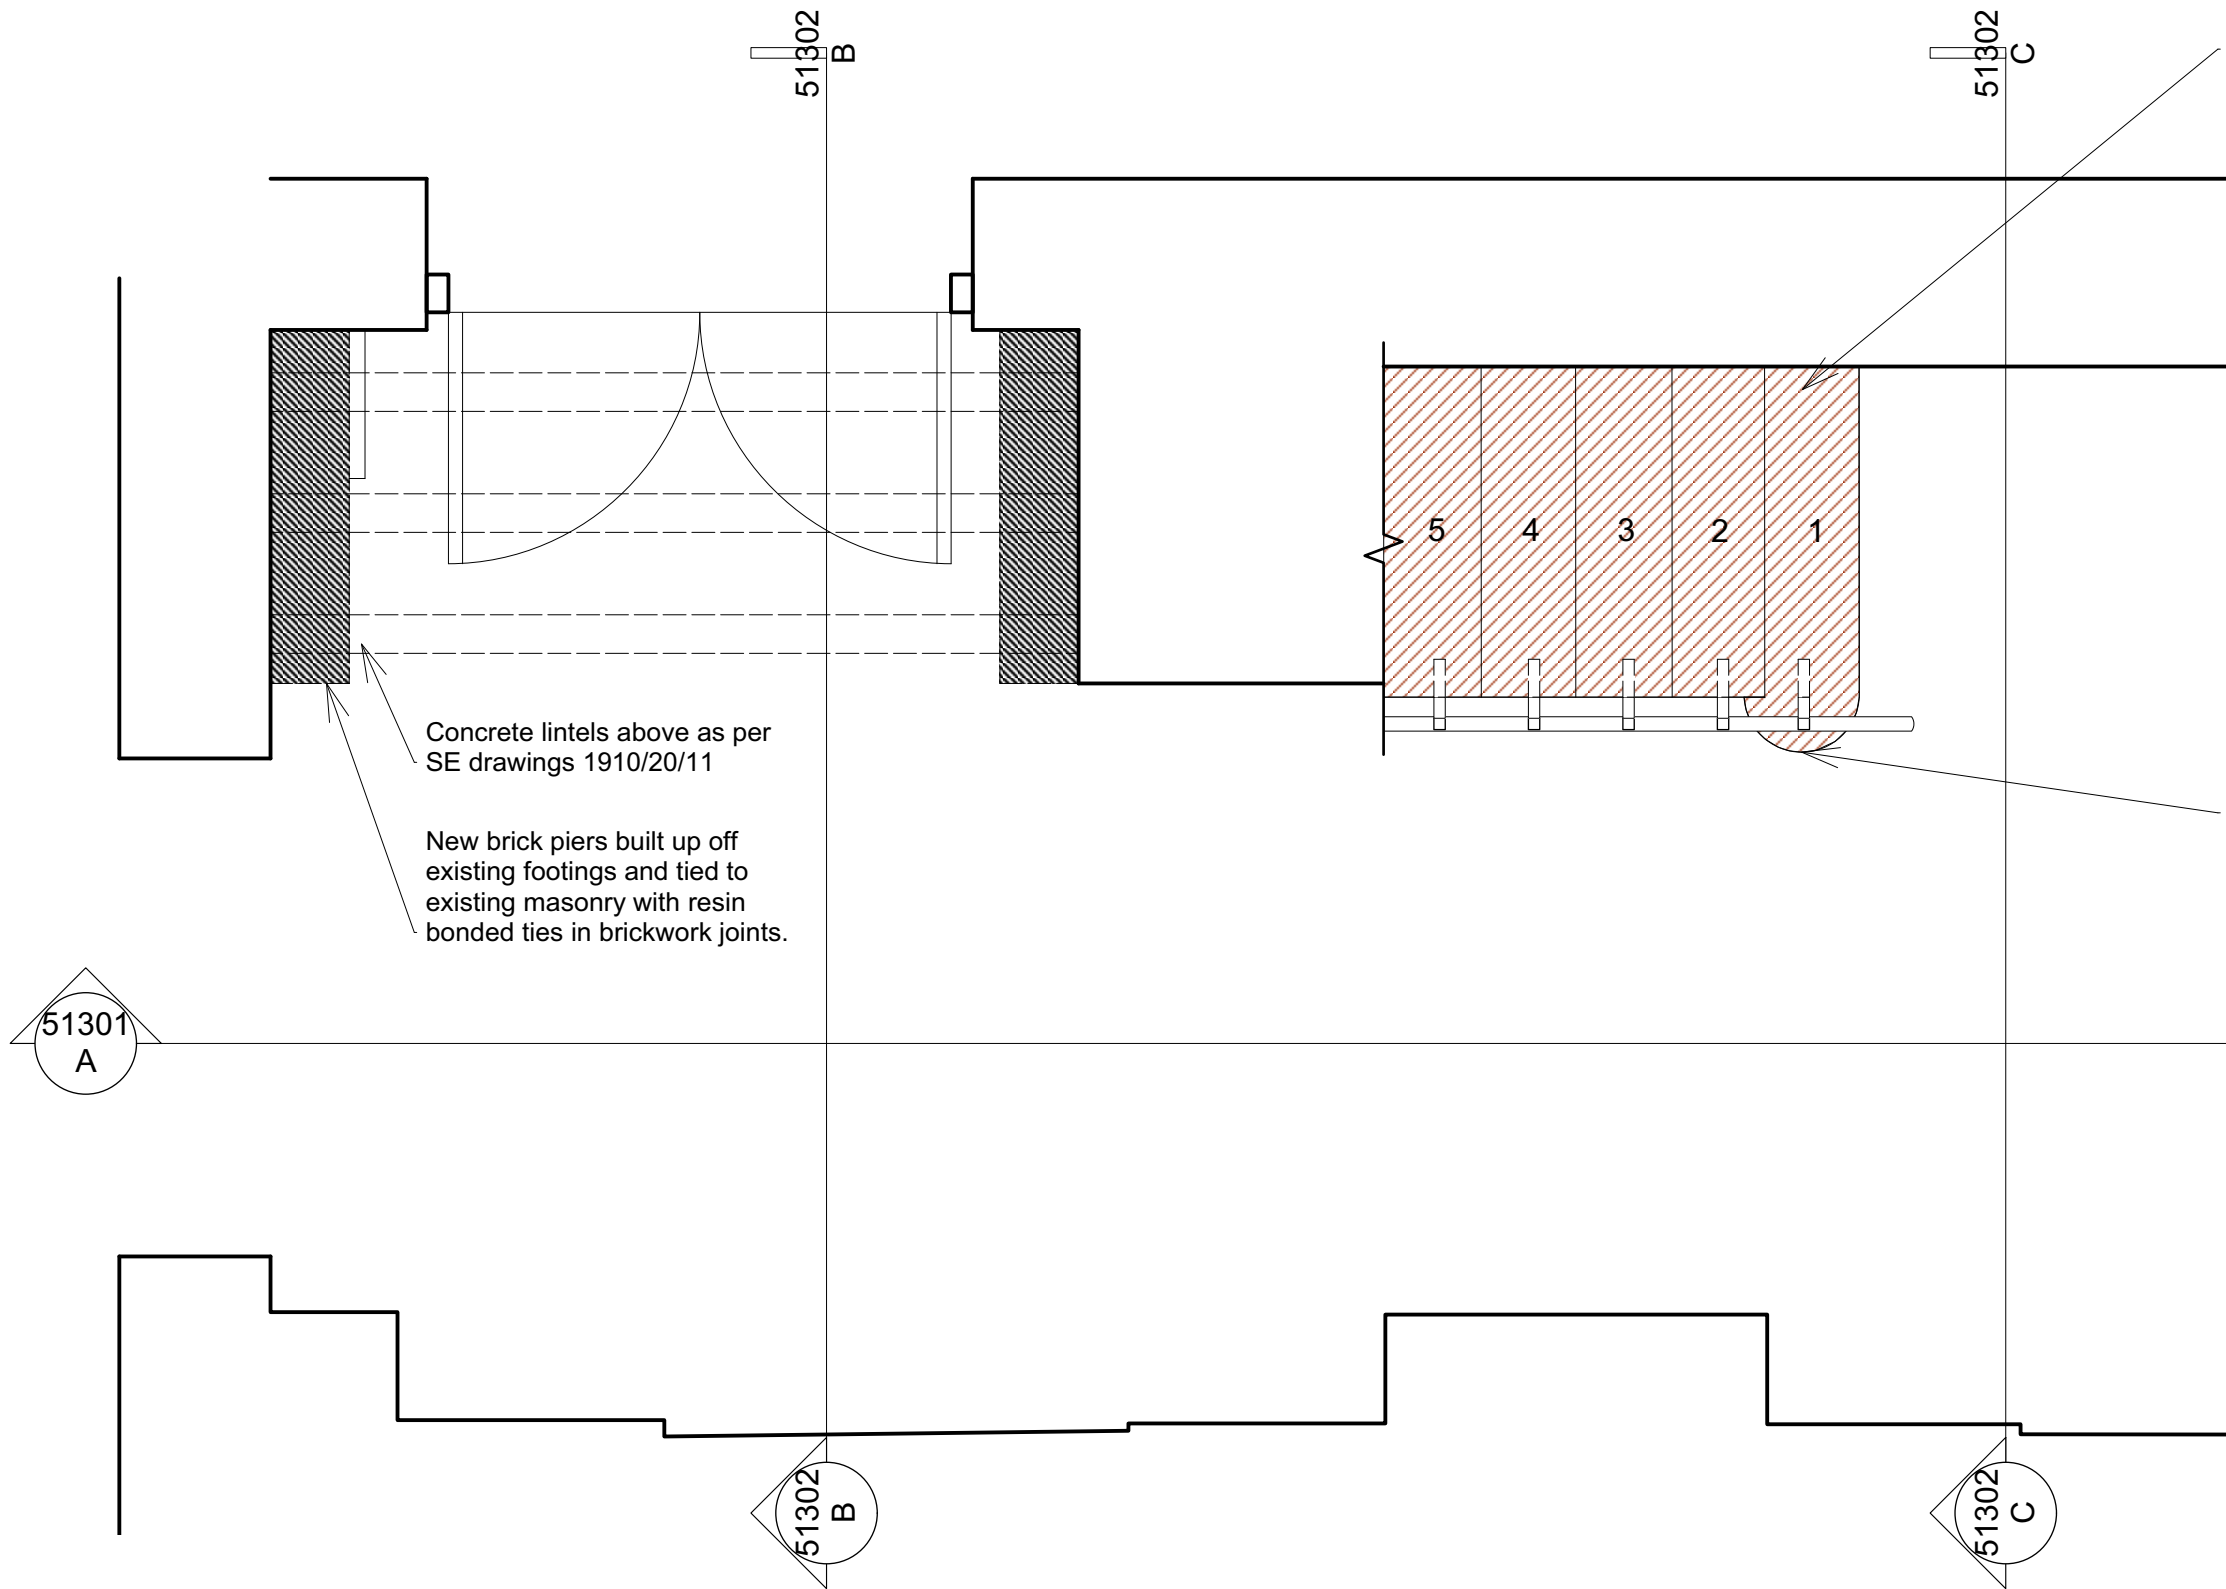 51302
B
51302
C
5
4
3
2
1
Concrete lintels above as per
SE drawings 1910/20/11
New brick piers built up off
existing footings and tied to
existing masonry with resin
bonded ties in brickwork joints.
51301
A
51302
B
51302
C